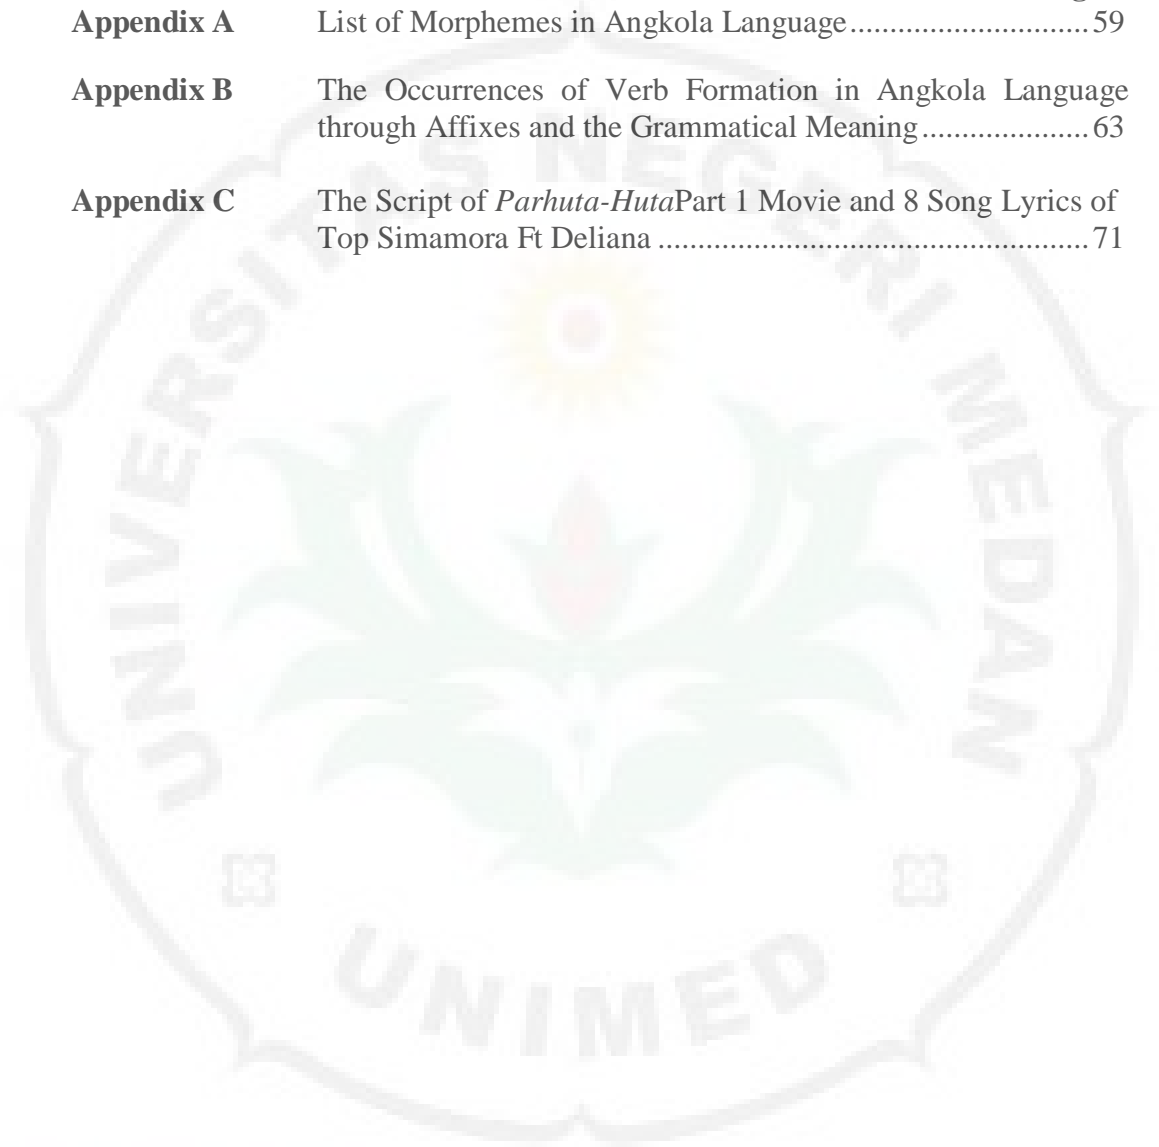 Appendix A List of Morphemes in Angkola Language..............................59
Appendix B The Occurrences of Verb Formation in Angkola Language
through Affixes and the Grammatical Meaning.....................63
Appendix C The Script of Parhuta-HutaPart 1 Movie and 8 Song Lyrics of
Top Simamora Ft Deliana......................................................71
UNIVERSITAS NEGERI MEDAN
UNIMED